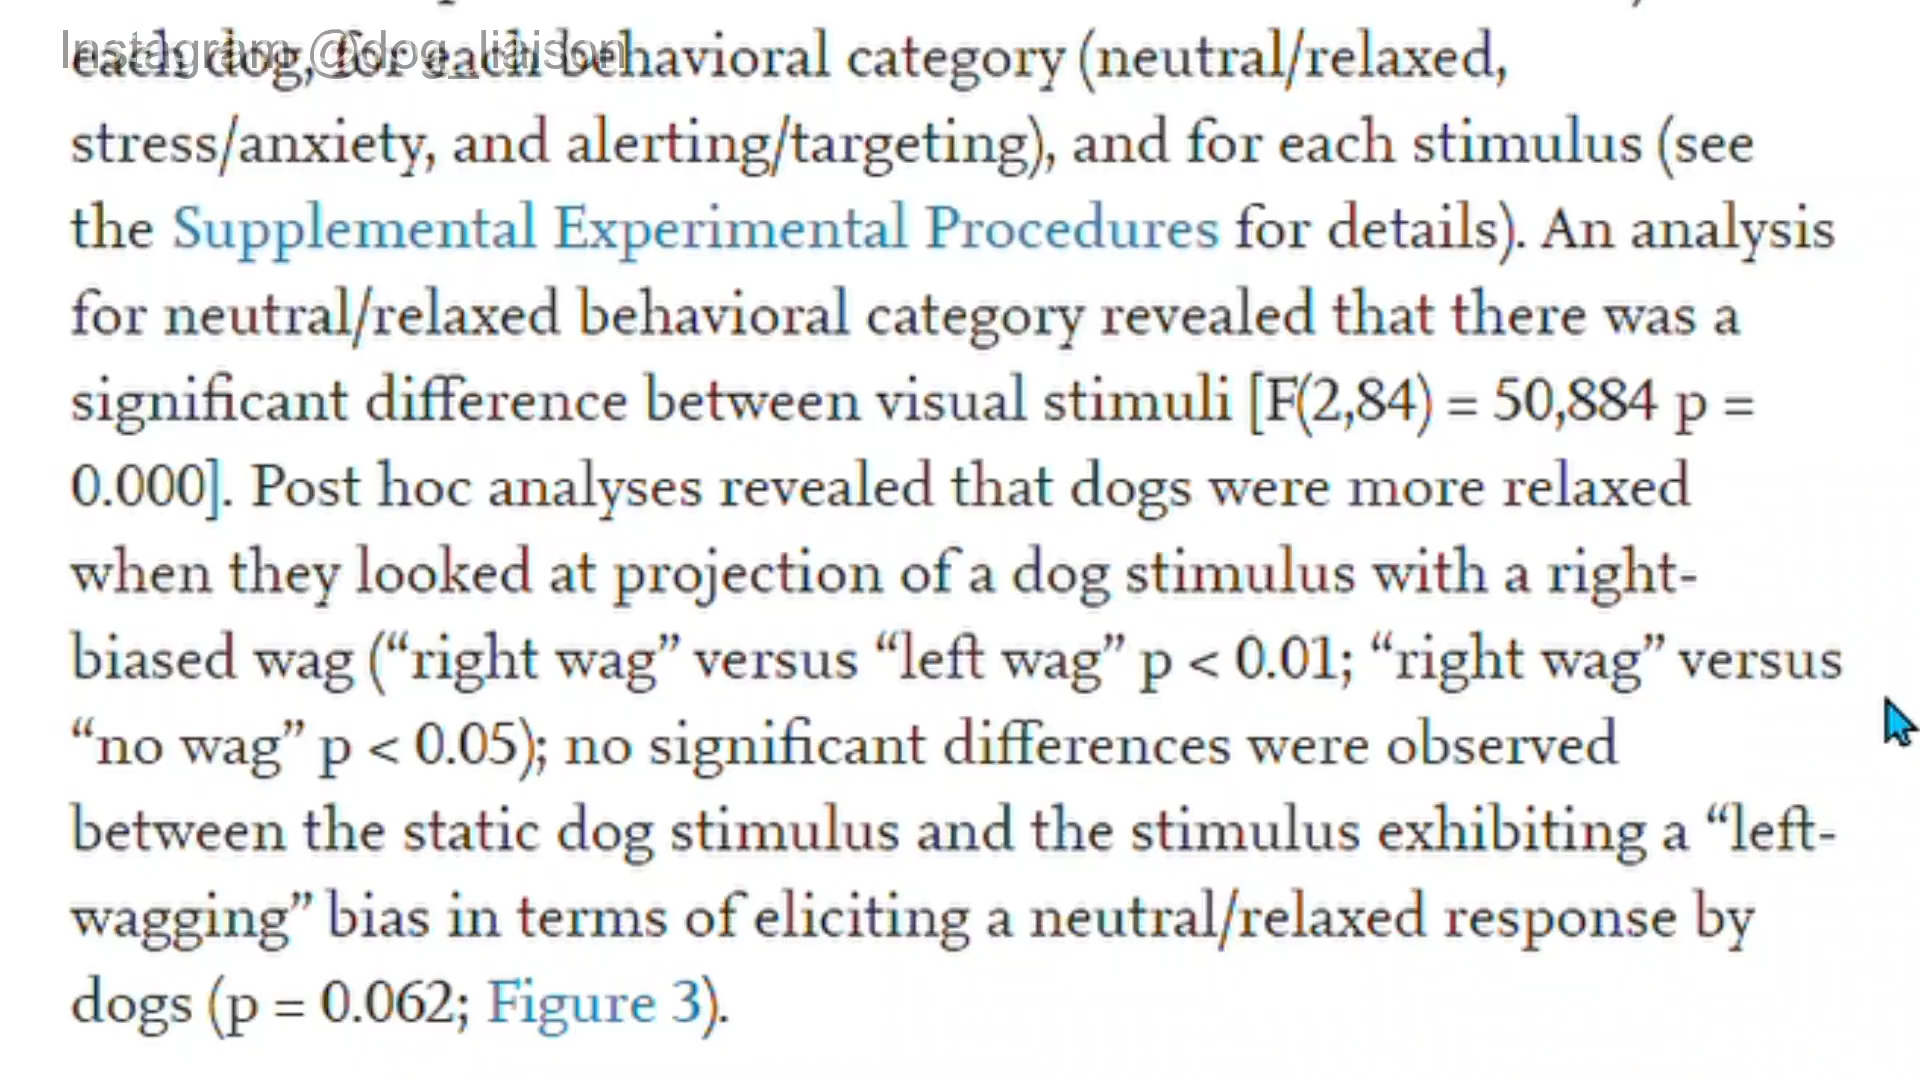 Instagram @dog_liaison
each dog, for each behavioral category (neutral/relaxed,
stress/anxiety, and alerting/targeting), and for each stimulus (see
the Supplemental Experimental Procedures for details). An analysis
for neutral/relaxed behavioral category revealed that there was a
significant difference between visual stimuli [F(2,84) = 50,884 p =
0.000]. Post hoc analyses revealed that dogs were more relaxed
when they looked at projection of a dog stimulus with a right-
biased wag (“right wag” versus “left wag” p < 0.01; “right wag” versus
“no wag” p < 0.05); no significant differences were observed
between the static dog stimulus and the stimulus exhibiting a “left-
wagging” bias in terms of eliciting a neutral/relaxed response by
dogs (p = 0.062; Figure 3).